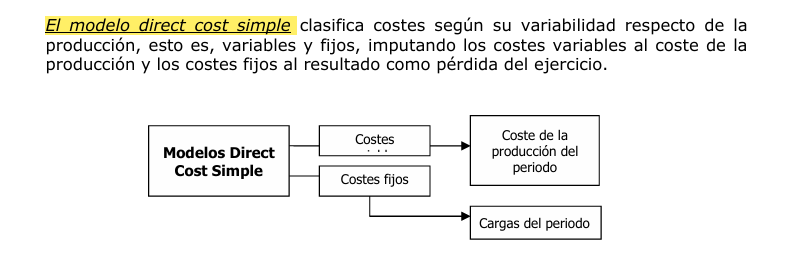 El modelo direct cost simple clasifica costes según su variabilidad respecto de la
producción, esto es, variables y fijos, imputando los costes variables al coste de la
producción y los costes fijos al resultado como pérdida del ejercicio.
Modelos Direct
Cost Simple
Costes
Costes fijos
Coste de la
producción del
periodo
Cargas del periodo